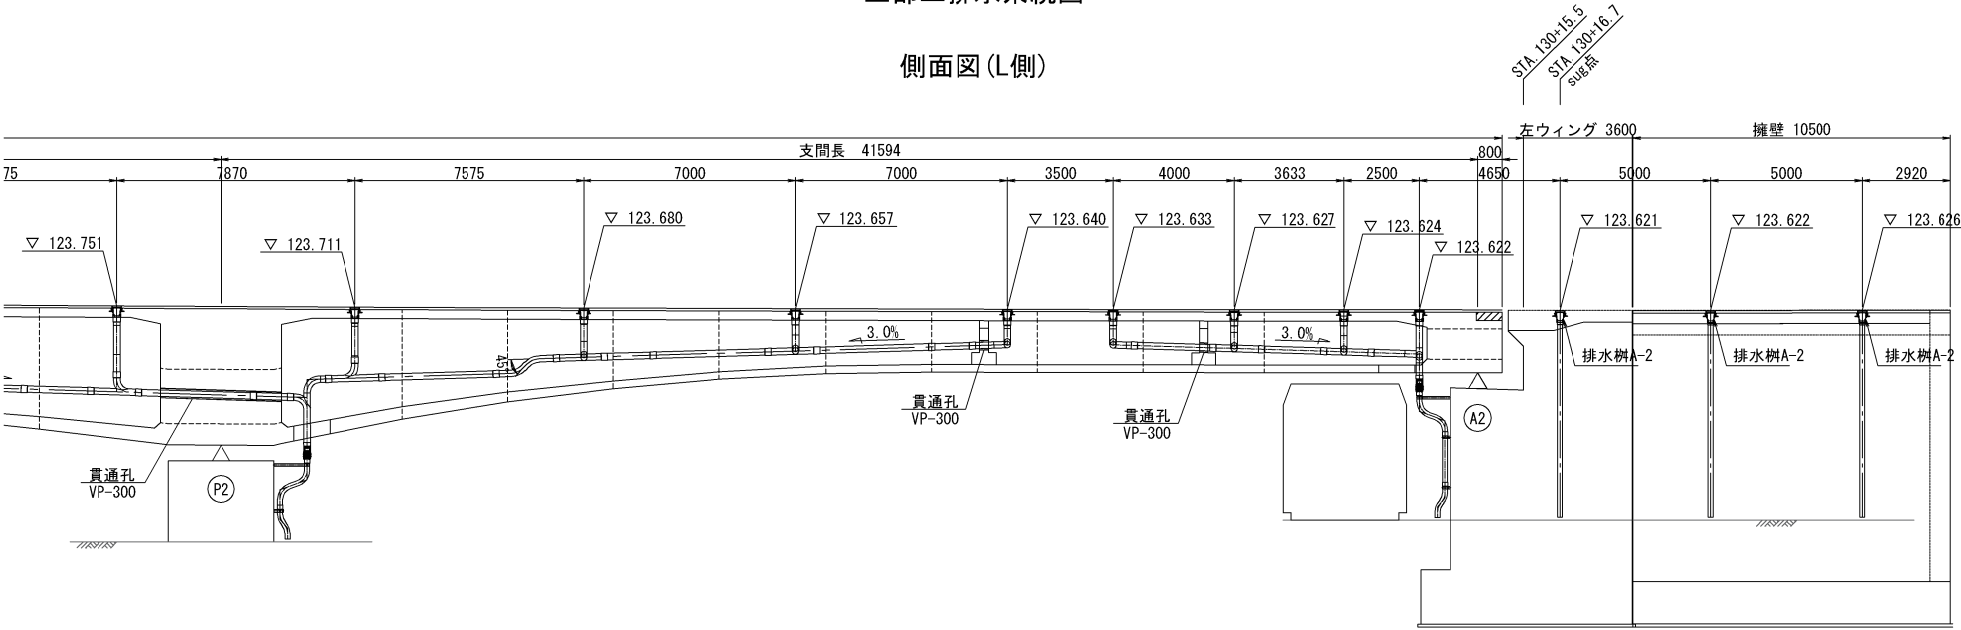 側面図(L側)
STA. 130+15.5
STA. 130+16.7
sug点
左ウィング 3600
擁壁 10500
支間長 41594
800
75
7870
7575
7000
7000
3500
4000
3633
2500
4650
5000
5000
2920
▽ 123.751
▽ 123.711
▽ 123.680
▽ 123.657
▽ 123.640
▽ 123.633
▽ 123.627
▽ 123.624
▽ 123.622
▽ 123.621
▽ 123.622
▽ 123.626
3.0%
3.0%
45
排水桝A-2
排水桝A-2
排水桝A-2
貫通孔
VP-300
貫通孔
VP-300
A2
貫通孔
VP-300
P2